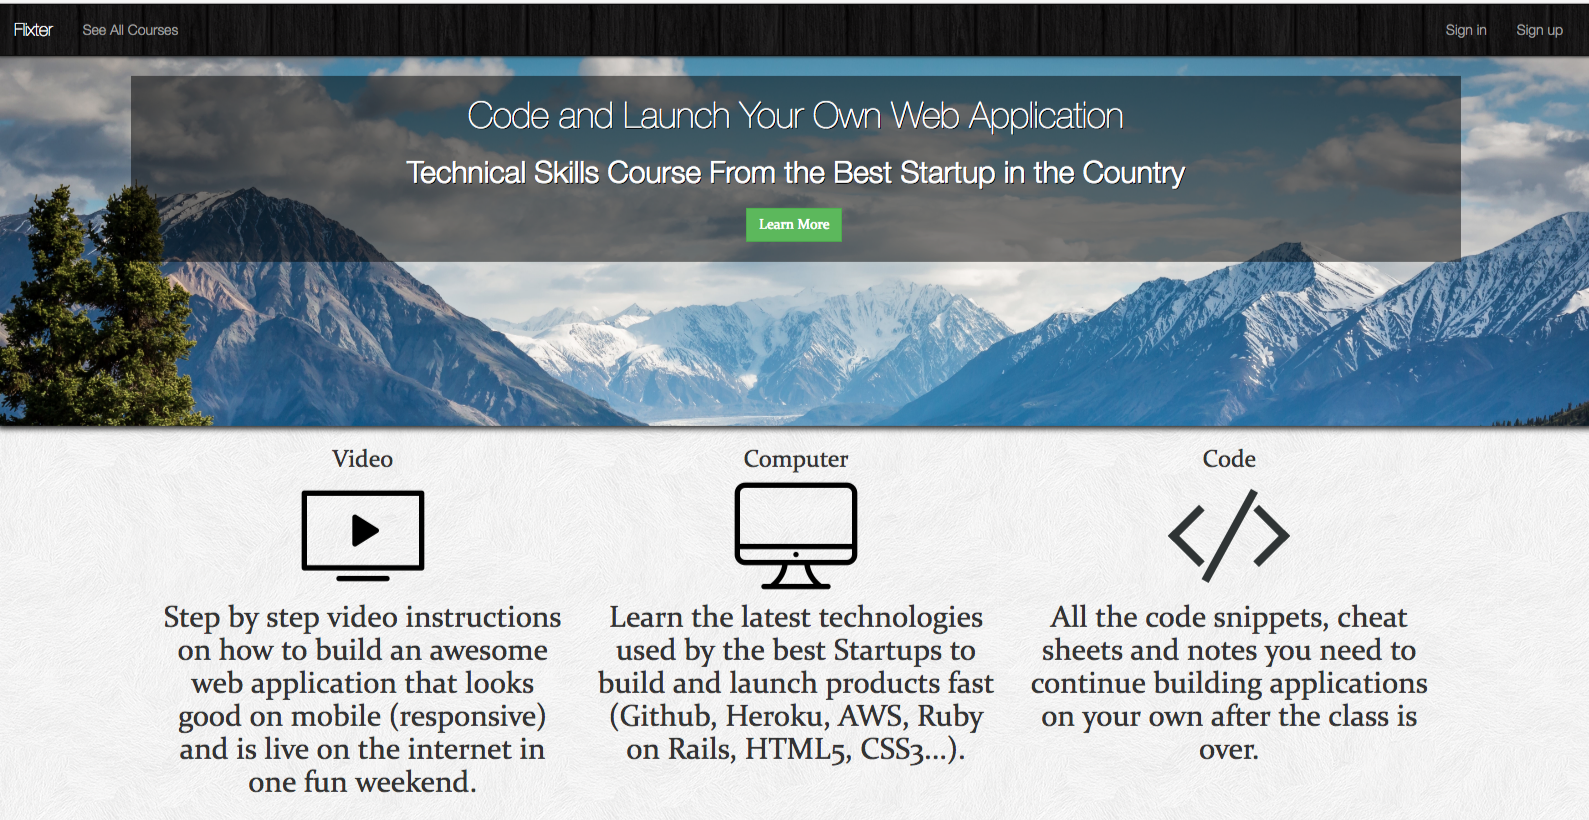 Flixter See All Courses Sign in Sign up
Code and Launch Your Own Web Application
Technical Skills Course From the Best Startup in the Country
Learn More
Video
Step by step video instructions
on how to build an awesome
web application that looks
good on mobile (responsive)
and is live on the internet in
one fun weekend.
Computer
Learn the latest technologies
used by the best Startups to
build and launch products fast
(Github, Heroku, AWS, Ruby
on Rails, HTML5, CSS3...).
Code
All the code snippets, cheat
sheets and notes you need to
continue building applications
on your own after the class is
over.